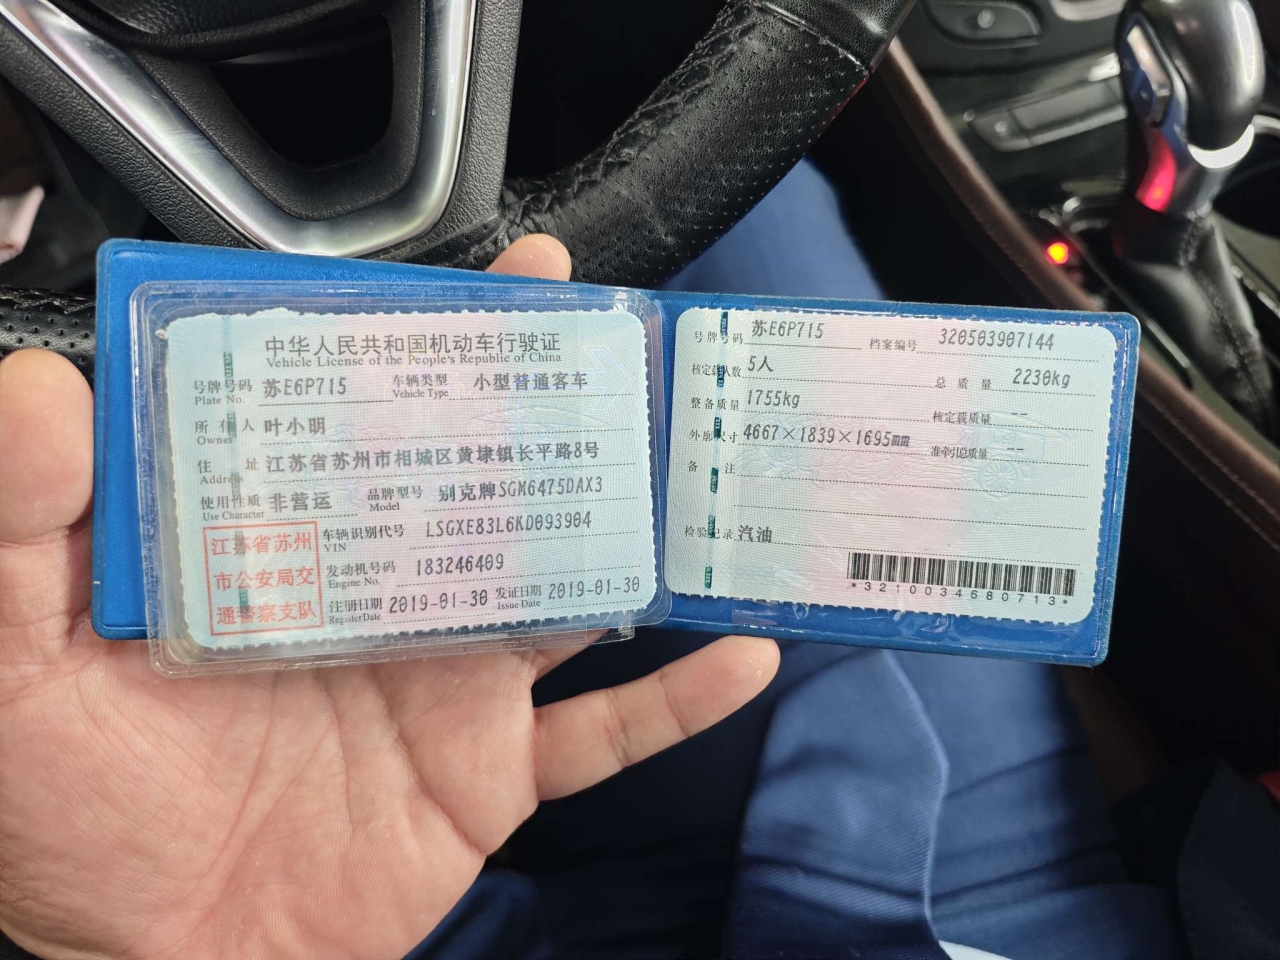 中华人民共和国机动车行驶证
Vehicle License of the People's Republic of China
号牌号码 苏E6P715 车辆类型 小型普通客车
Plate No. Vehicle Type
所有人 叶小明
Owner
住址 江苏省苏州市相城区黄埭镇长平路8号
Address
使用性质 非营运 品牌型号 别克牌SGM6475DAX3
Use Character Model
江苏省苏州
市公安局交
通警察支队
车辆识别代号 LSGXE83L6KD093904
VIN
发动机号码 183246409
Engine No.
注册日期 2019-01-30 发证日期 2019-01-30
Register Date Issue Date
号牌号码 苏E6P715 档案编号 320503907144
核定载人数 5人 总质量 2230kg
整备质量 1755kg 核定载质量 --
外廓尺寸 4667×1839×1695mm 准牵引总质量 --
备注
检验记录 汽油
*3210034680713*